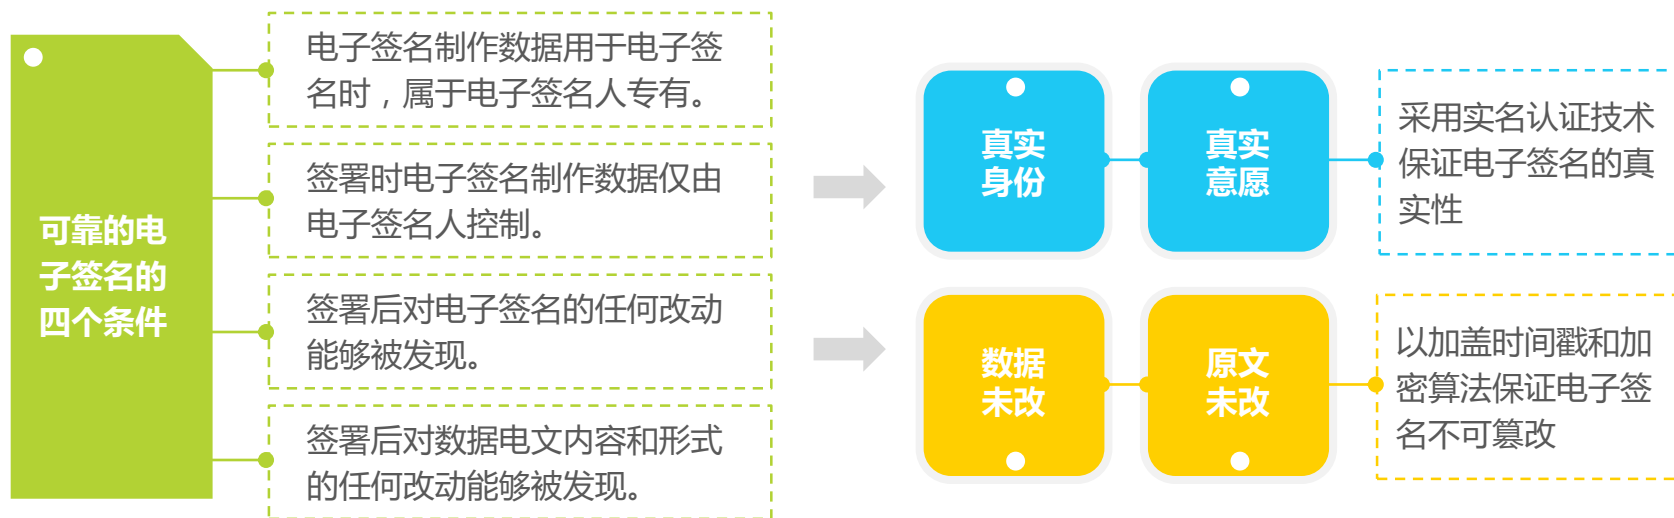 可靠的电
子签名的
四个条件
电子签名制作数据用于电子签
名时，属于电子签名人专有。
签署时电子签名制作数据仅由
电子签名人控制。
签署后对电子签名的任何改动
能够被发现。
签署后对数据电文内容和形式
的任何改动能够被发现。
真实
身份
真实
意愿
采用实名认证技术
保证电子签名的真
实性
数据
未改
原文
未改
以加盖时间戳和加
密算法保证电子签
名不可篡改